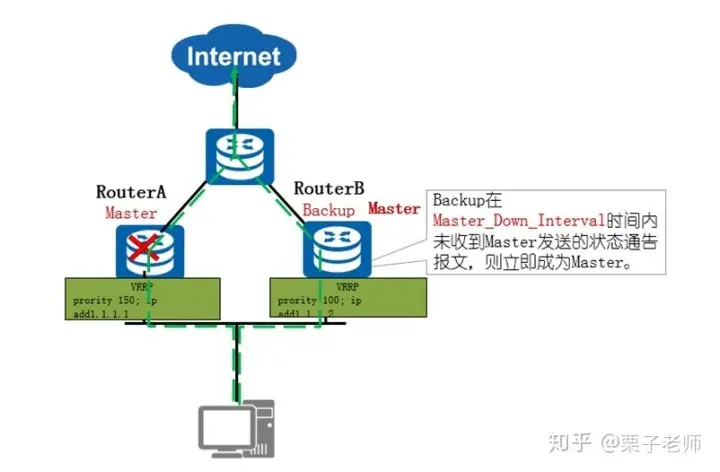 Internet
RouterA
Master
RouterB
Backup Master
Backup在
Master_Down_Interval时间内
未收到Master发送的状态通告
报文，则立即成为Master。
VRRP
prority 150; ip
add1.1.1.1
VRRP
prority 100; ip
知乎 @栗子老师